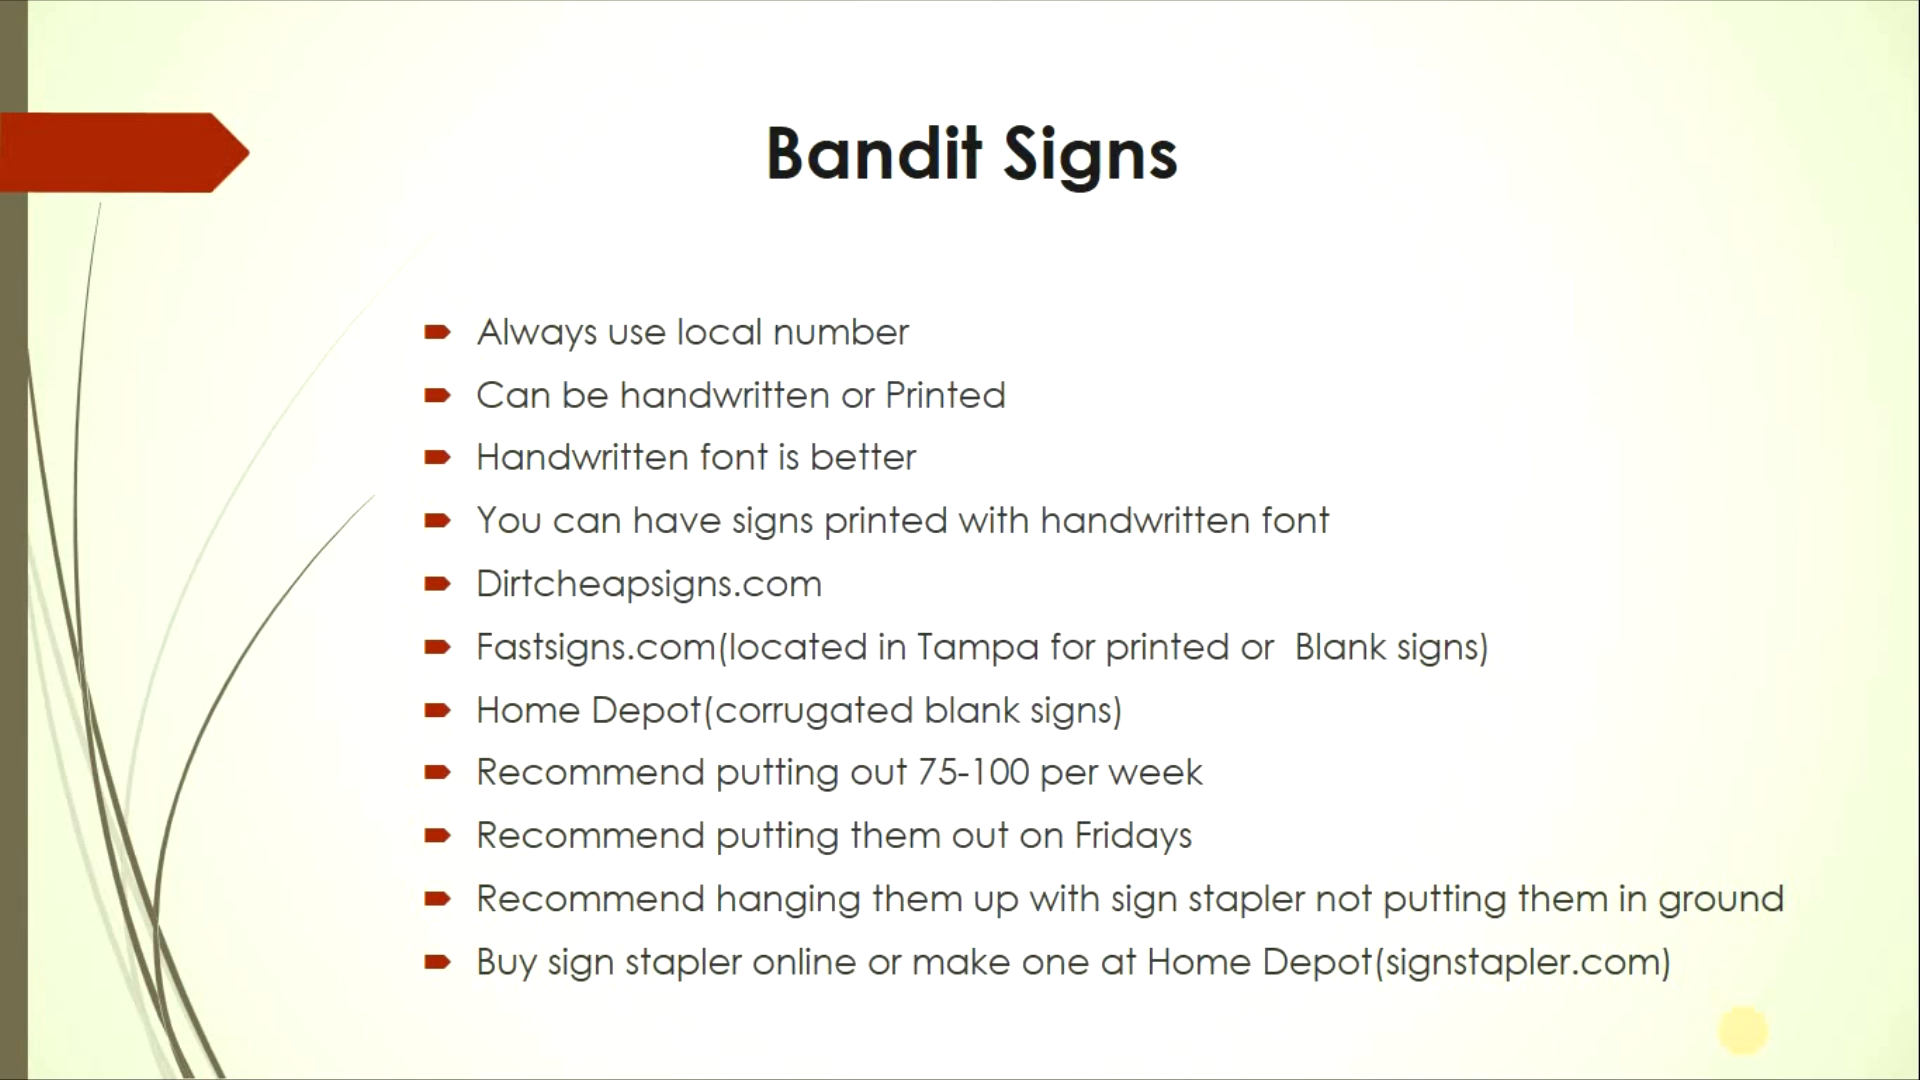 Bandit Signs
Always use local number
Can be handwritten or Printed
Handwritten font is better
You can have signs printed with handwritten font
Dirtcheapsigns.com
Fastsigns.com(located in Tampa for printed or  Blank signs)
Home Depot(corrugated blank signs)
Recommend putting out 75-100 per week
Recommend putting them out on Fridays
Recommend hanging them up with sign stapler not putting them in ground
Buy sign stapler online or make one at Home Depot(signstapler.com)